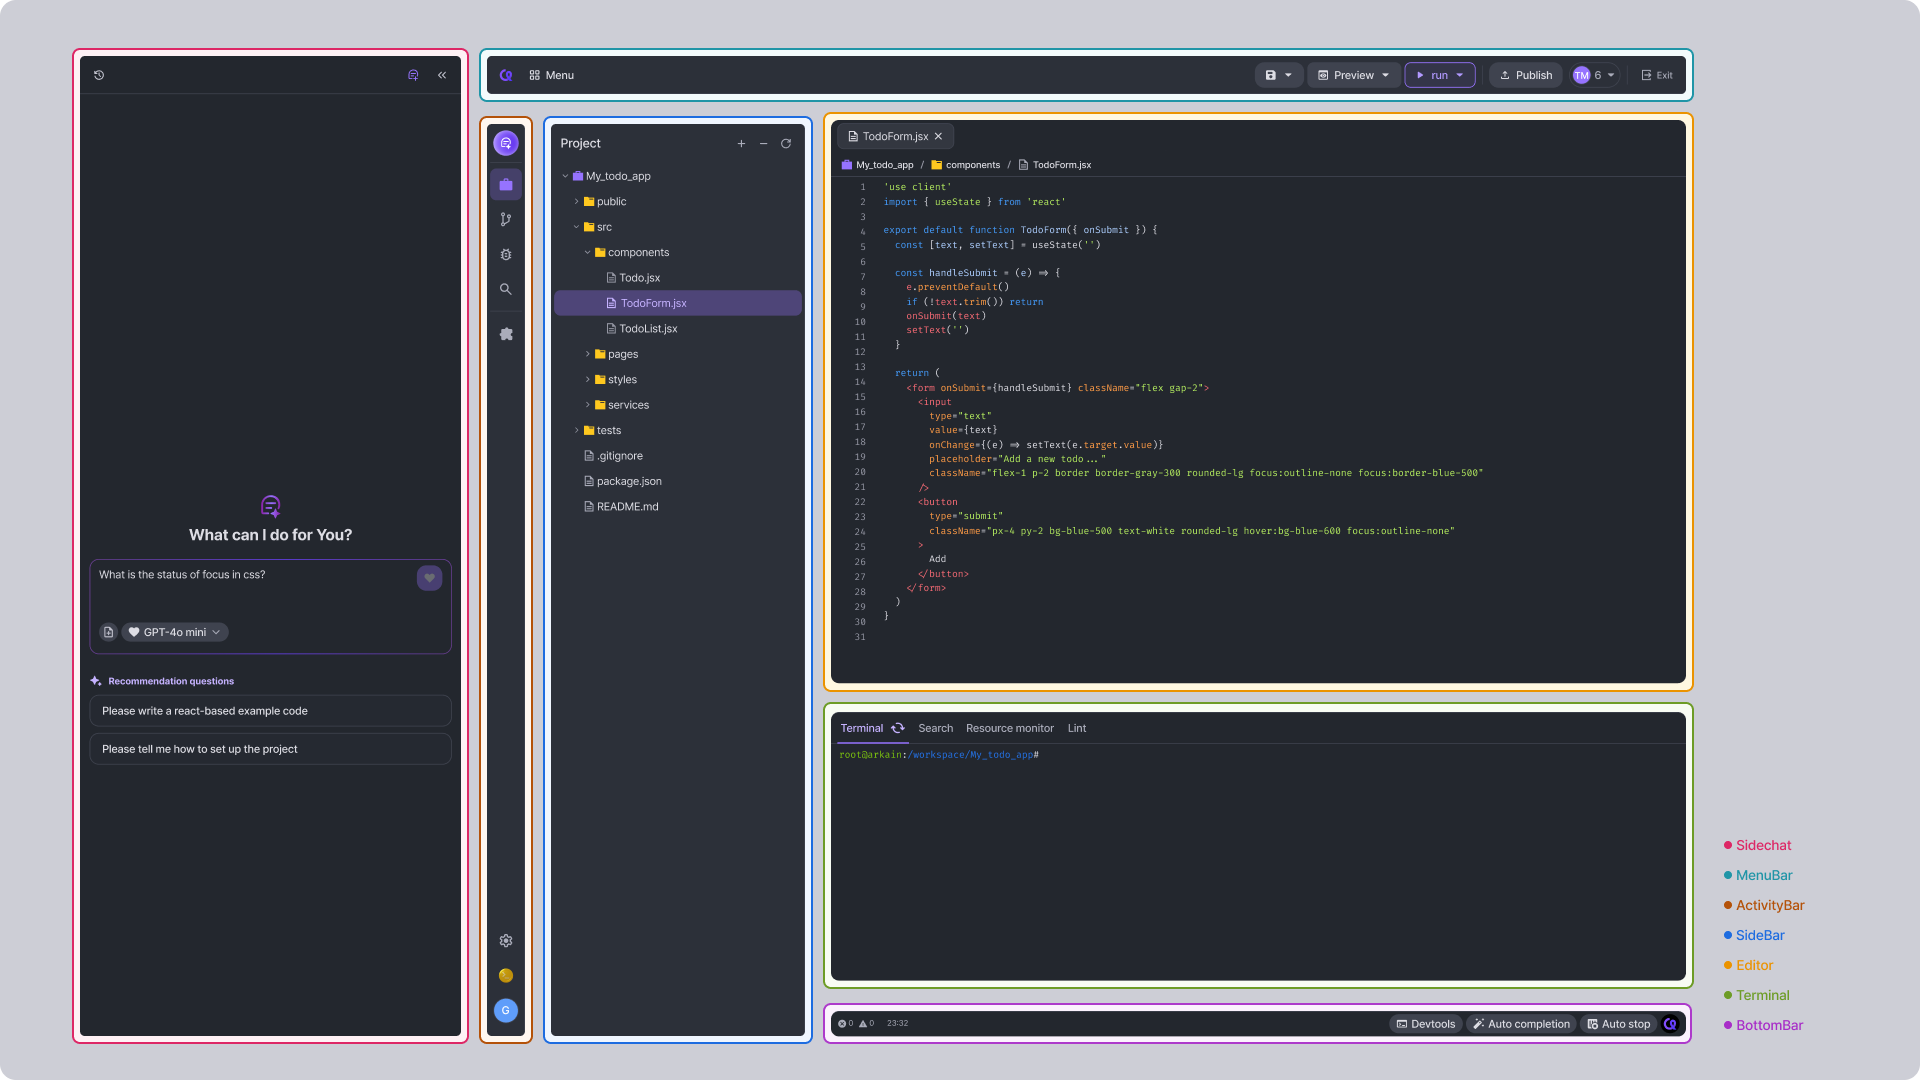 Menu
Preview
run
Publish
TM
6
Exit
What can I do for You?
What is the status of focus in css?
GPT-4o mini
Recommendation questions
Please write a react-based example code
Please tell me how to set up the project
G
Project
My_todo_app
public
src
components
Todo.jsx
TodoForm.jsx
TodoList.jsx
pages
styles
services
tests
.gitignore
package.json
README.md
TodoForm.jsx
My_todo_app / components / TodoForm.jsx
1 'use client'
2 import { useState } from 'react'
3
4 export default function TodoForm({ onSubmit }) {
5 const [text, setText] = useState('')
6
7 const handleSubmit = (e) => {
8 e.preventDefault()
9 if (!text.trim()) return
10 onSubmit(text)
11 setText('')
12 }
13
14 return (
15 <form onSubmit={handleSubmit} className="flex gap-2">
16 <input
17 type="text"
18 value={text}
19 onChange={(e) => setText(e.target.value)}
20 placeholder="Add a new todo..."
21 className="flex-1 p-2 border border-gray-300 rounded-lg focus:outline-none focus:border-blue-500"
22 />
23 <button
24 type="submit"
25 className="px-4 py-2 bg-blue-500 text-white rounded-lg hover:bg-blue-600 focus:outline-none"
26 >
27 Add
28 </button>
29 </form>
30 )
31 }
Terminal Search Resource monitor Lint
root@arkain:/workspace/My_todo_app#
0 0 23:32
Devtools
Auto completion
Auto stop
Sidechat
MenuBar
ActivityBar
SideBar
Editor
Terminal
BottomBar